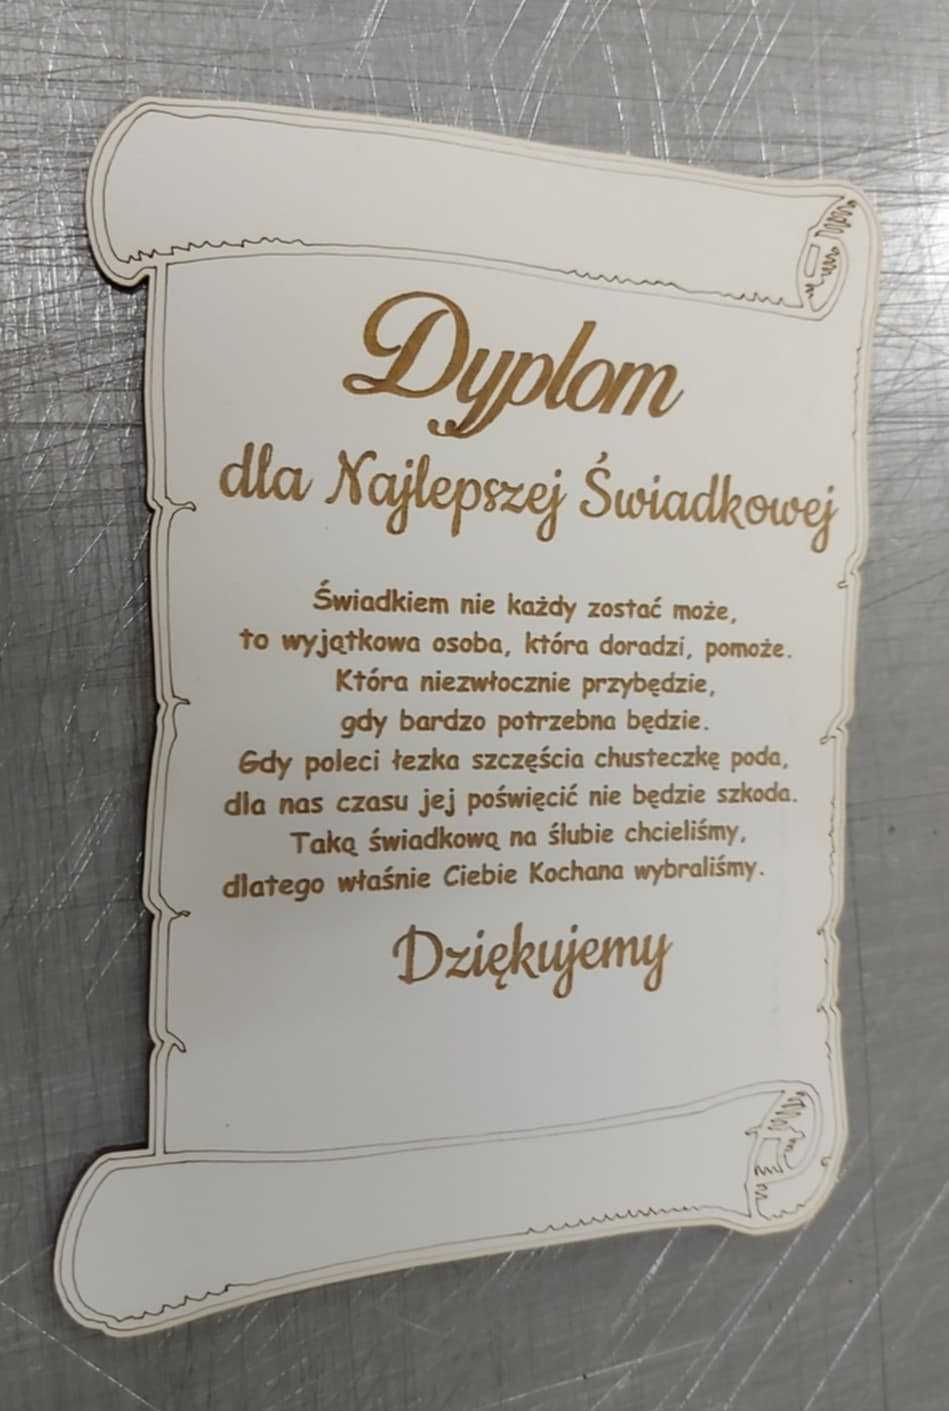 Dyplom
dla Najlepszej Świadkowej
Świadkiem nie każdy zostać może,
to wyjątkowa osoba, która doradzi, pomoże.
Która niezwłocznie przybędzie,
gdy bardzo potrzebna będzie.
Gdy poleci łezka szczęścia chusteczkę poda,
dla nas czasu jej poświęcić nie będzie szkoda.
Taką świadkową na ślubie chcieliśmy,
dlatego właśnie Ciebie Kochana wybraliśmy.
Dziękujemy